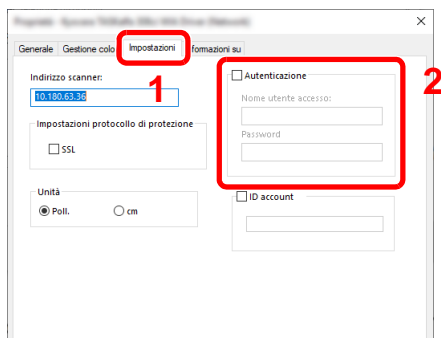 Generale Gestione colo Impostazioni formazioni su
1
2
Indirizzo scanner:
10.180.63.36
Impostazioni protocollo di protezione
SSL
Unità
Poll. cm
Autenticazione
Nome utente accesso:
Password
ID account